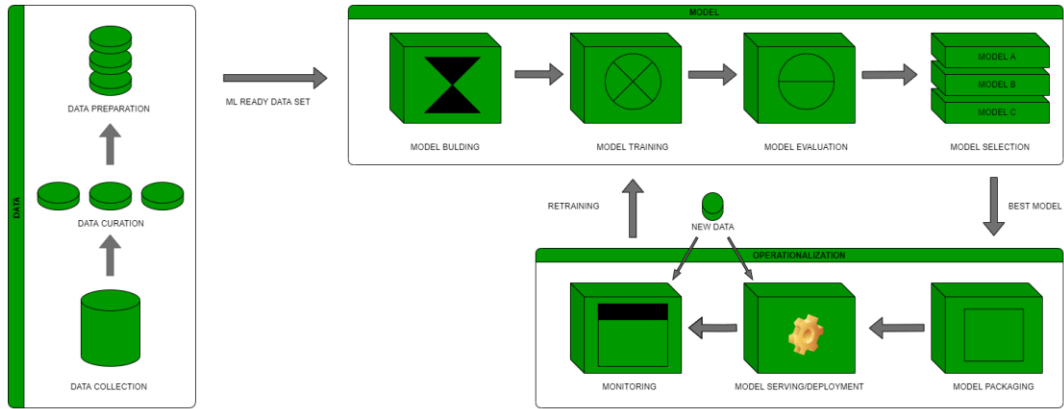 DATA
DATA PREPARATION
DATA CURATION
DATA COLLECTION
ML READY DATA SET
MODEL
MODEL A
MODEL B
MODEL C
MODEL BULDING
MODEL TRAINING
MODEL EVALUATION
MODEL SELECTION
RETRAINING
NEW DATA
BEST MODEL
OPERATIONALIZATION
MONITORING
MODEL SERVING/DEPLOYMENT
MODEL PACKAGING